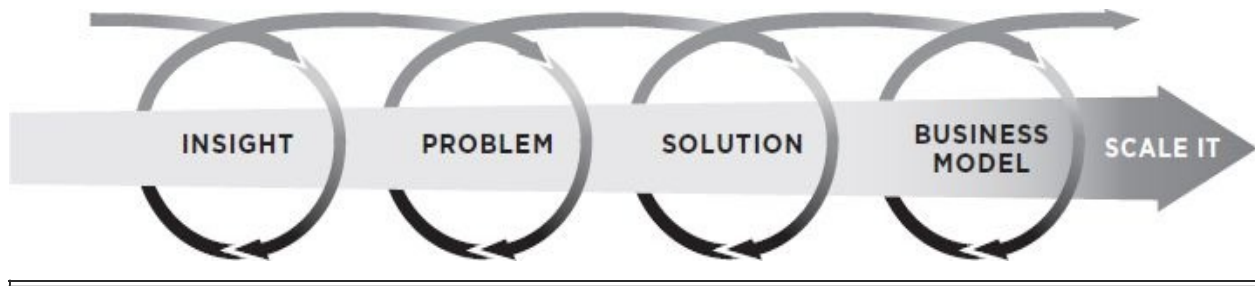 INSIGHT
PROBLEM
SOLUTION
BUSINESS
MODEL
SCALE IT